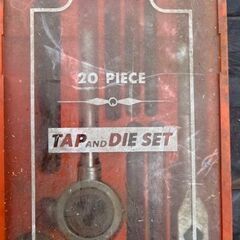 20 PIECE
TAP AND DIE SET